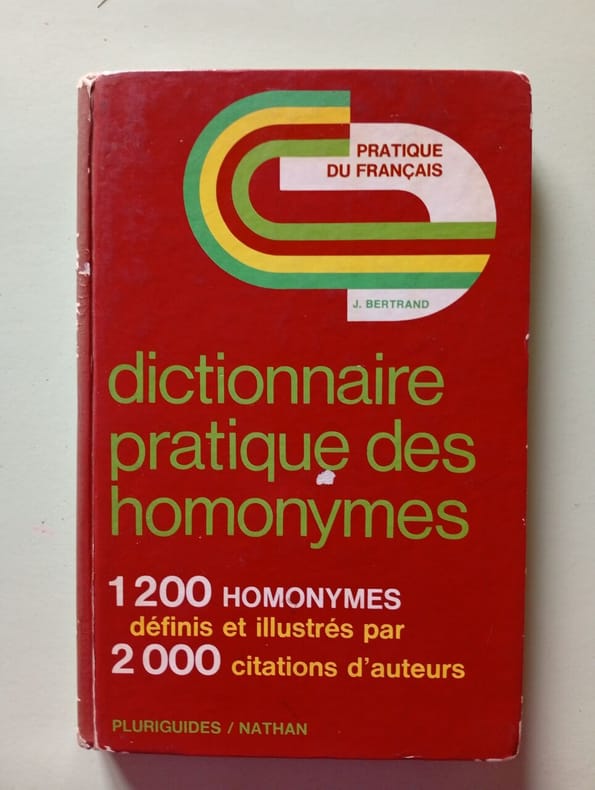 PRATIQUE
DU FRANÇAIS
J. BERTRAND
dictionnaire
pratique des
homonymes
1 200 HOMONYMES
définis et illustrés par
2 000 citations d'auteurs
PLURIGUIDES / NATHAN